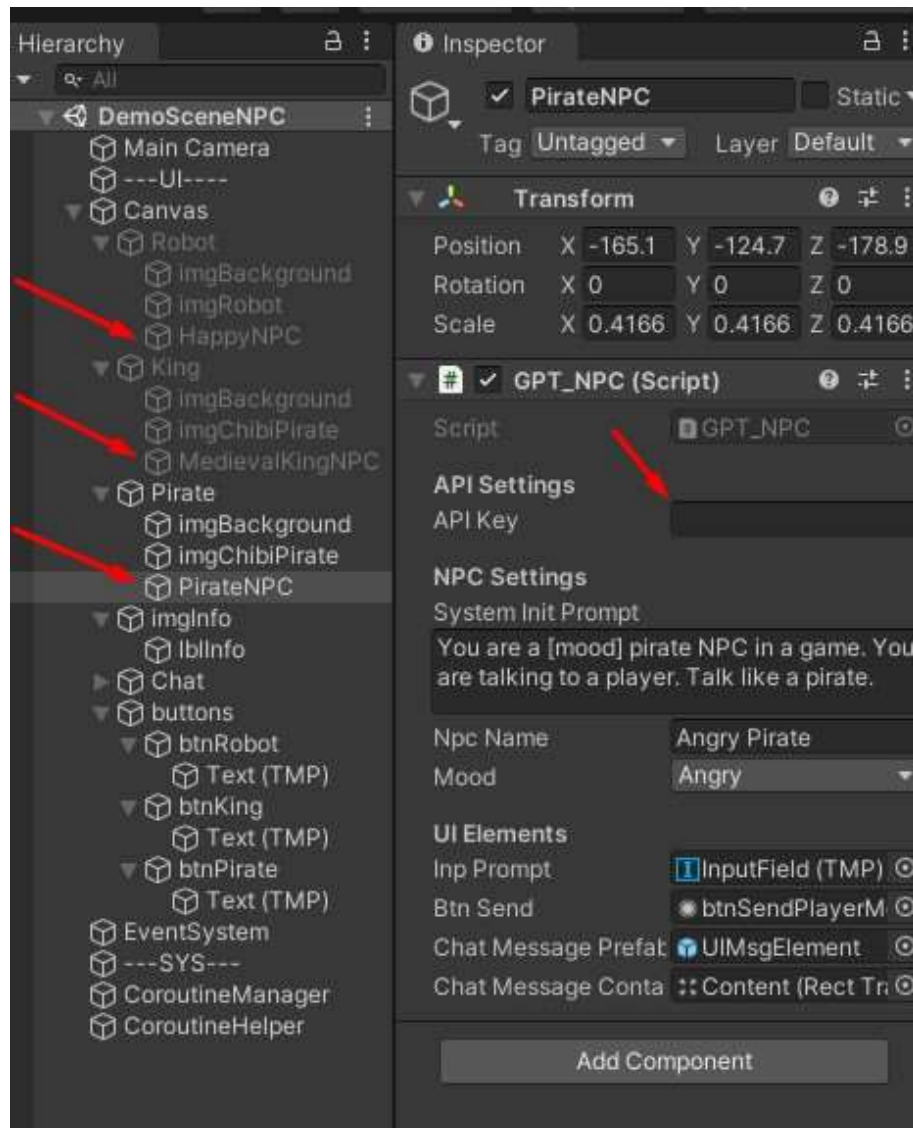 Hierarchy
All
DemoSceneNPC
Main Camera
---UI----
Canvas
Robot
imgBackground
imgRobot
HappyNPC
King
imgBackground
imgChibiPirate
MedievalKingNPC
Pirate
imgBackground
imgChibiPirate
PirateNPC
imgInfo
lblInfo
Chat
buttons
btnRobot
Text (TMP)
btnKing
Text (TMP)
btnPirate
Text (TMP)
EventSystem
---SYS---
CoroutineManager
CoroutineHelper
Inspector
PirateNPC Static
Tag Untagged Layer Default
Transform
Position X -165.1 Y -124.7 Z -178.9
Rotation X 0 Y 0 Z 0
Scale X 0.4166 Y 0.4166 Z 0.4166
# GPT_NPC (Script)
Script GPT_NPC
API Settings
API Key
NPC Settings
System Init Prompt
You are a [mood] pirate NPC in a game. You
are talking to a player. Talk like a pirate.
Npc Name Angry Pirate
Mood Angry
UI Elements
Inp Prompt InputField (TMP)
Btn Send btnSendPlayerM
Chat Message Prefab UIMsgElement
Chat Message Conta Content (Rect Tra
Add Component